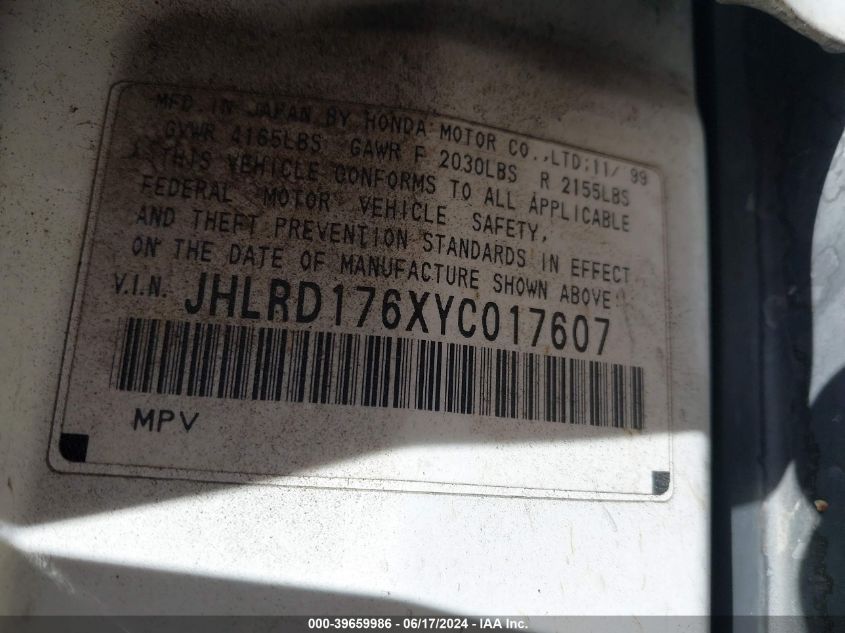 MFD. IN JAPAN BY HONDA MOTOR CO.,LTD:11/ 99
GVWR 4165LBS GAWR F 2030LBS R 2155LBS
THIS VEHICLE CONFORMS TO ALL APPLICABLE
FEDERAL MOTOR VEHICLE SAFETY,
AND THEFT PREVENTION STANDARDS IN EFFECT
ON THE DATE OF MANUFACTURE SHOWN ABOVE.
V.I.N. JHLRD176XYC017607
MPV
000-39659986 - 06/17/2024 - IAA Inc.